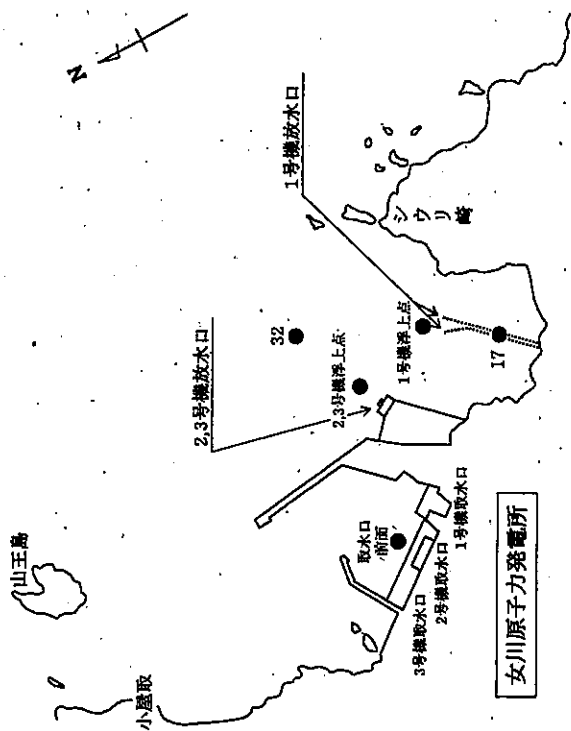 N
山王島
小屋取
1号機放水口
2,3号機放水口
32
2,3号機浮上点
1号機浮上点
17
シウリ
崎
取水口
前面
1号機取水口
2号機取水口
3号機取水口
女川原子力発電所